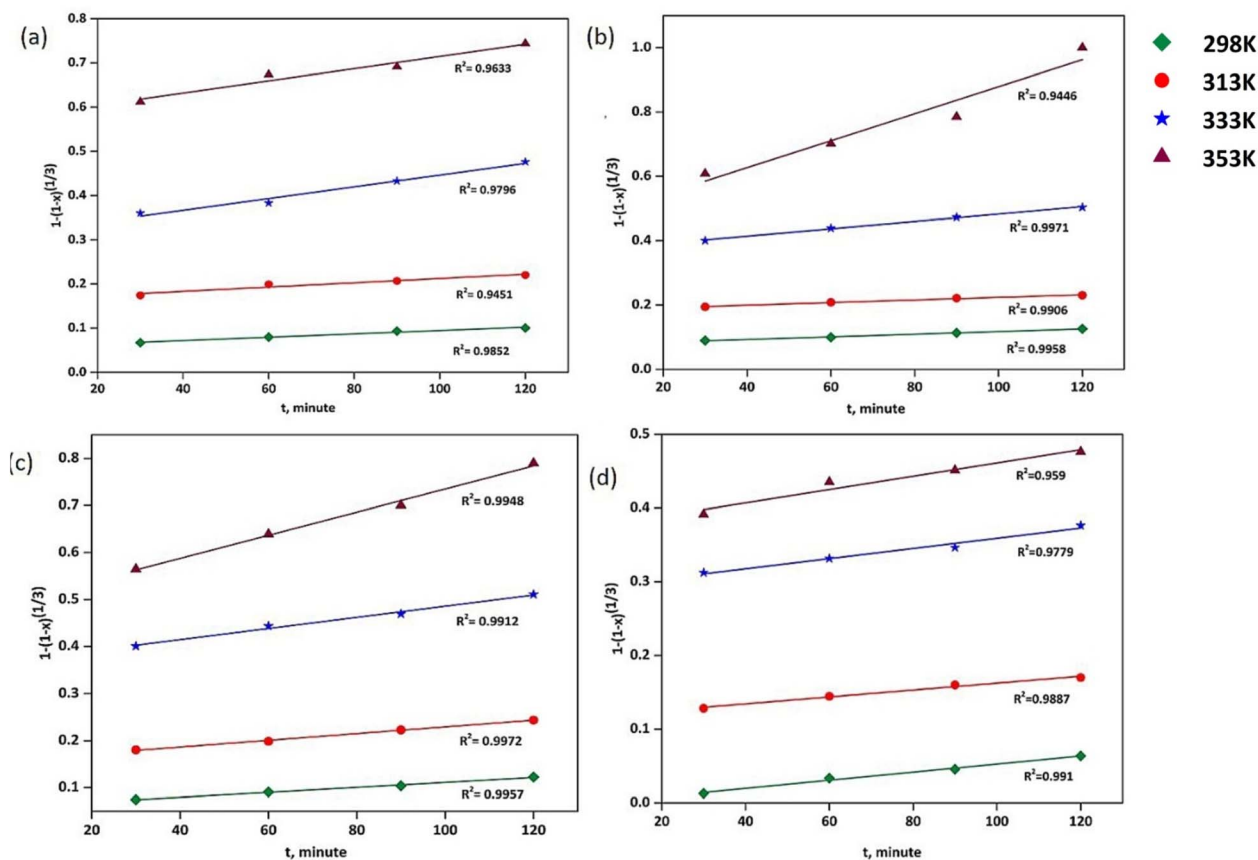 (a)
0.8
0.7
0.6
0.5
0.4
0.3
0.2
0.1
0.0
1-(1-x)(1/3)
R2= 0.9633
R2= 0.9796
R2= 0.9451
R2= 0.9852
20 40 60 80 100 120
t, minute
(b)
1.0
0.8
0.6
0.4
0.2
0.0
1-(1-x)(1/3)
R2= 0.9446
R2= 0.9971
R2= 0.9906
R2= 0.9958
20 40 60 80 100 120
t, minute
298K
313K
333K
353K
(c)
0.8
0.7
0.6
0.5
0.4
0.3
0.2
0.1
1-(1-x)(1/3)
R2= 0.9948
R2= 0.9912
R2= 0.9972
R2= 0.9957
20 40 60 80 100 120
t, minute
(d)
0.5
0.4
0.3
0.2
0.1
0.0
1-(1-x)(1/3)
R2=0.959
R2=0.9779
R2=0.9887
R2=0.991
20 40 60 80 100 120
t, minute